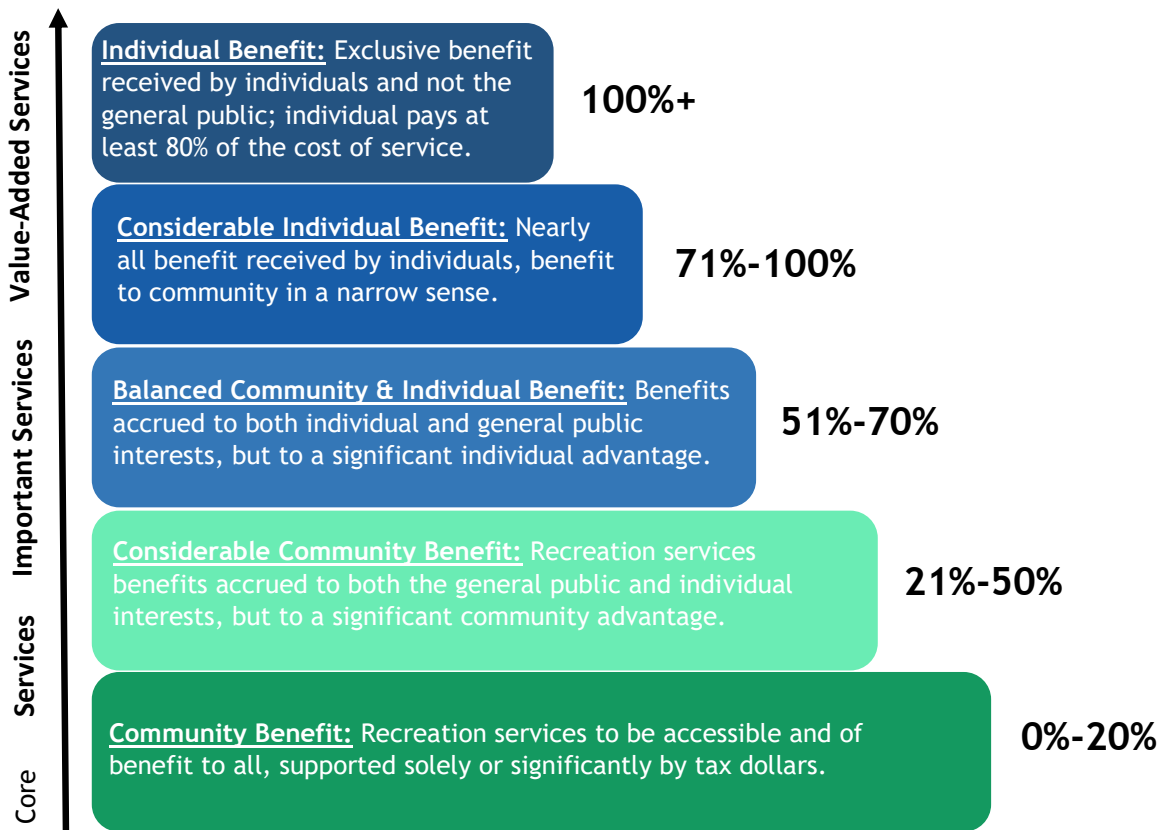 Individual Benefit: Exclusive benefit
received by individuals and not the
general public; individual pays at
least 80% of the cost of service.
100%+
Considerable Individual Benefit: Nearly
all benefit received by individuals, benefit
to community in a narrow sense.
71%-100%
Balanced Community & Individual Benefit: Benefits
accrued to both individual and general public
interests, but to a significant individual advantage.
51%-70%
Considerable Community Benefit: Recreation services
benefits accrued to both the general public and individual
interests, but to a significant community advantage.
21%-50%
Community Benefit: Recreation services to be accessible and of
benefit to all, supported solely or significantly by tax dollars.
0%-20%
Core Services Important Services Value-Added Services